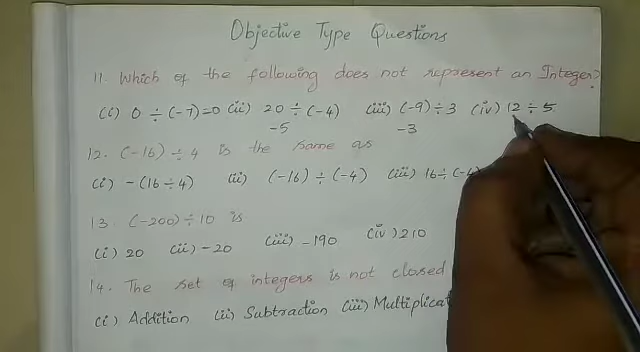 Objective Type Questions
11. Which of the following does not represent an Integer?
(i) 0 ÷ (-7)=0 (ii) 20 ÷ (-4) (iii) (-9) ÷ 3 (iv) 12 ÷ 5
-5 -3
12. (-16) ÷ 4 is the same as
(i) -(16÷4) (ii) (-16) ÷ (-4) (iii) 16 ÷ (-4)
13. (-200) ÷ 10 is
(i) 20 (ii) -20 (iii) -190 (iv) 210
14. The set of integers is not closed
(i) Addition (ii) Subtraction (iii) Multiplicat